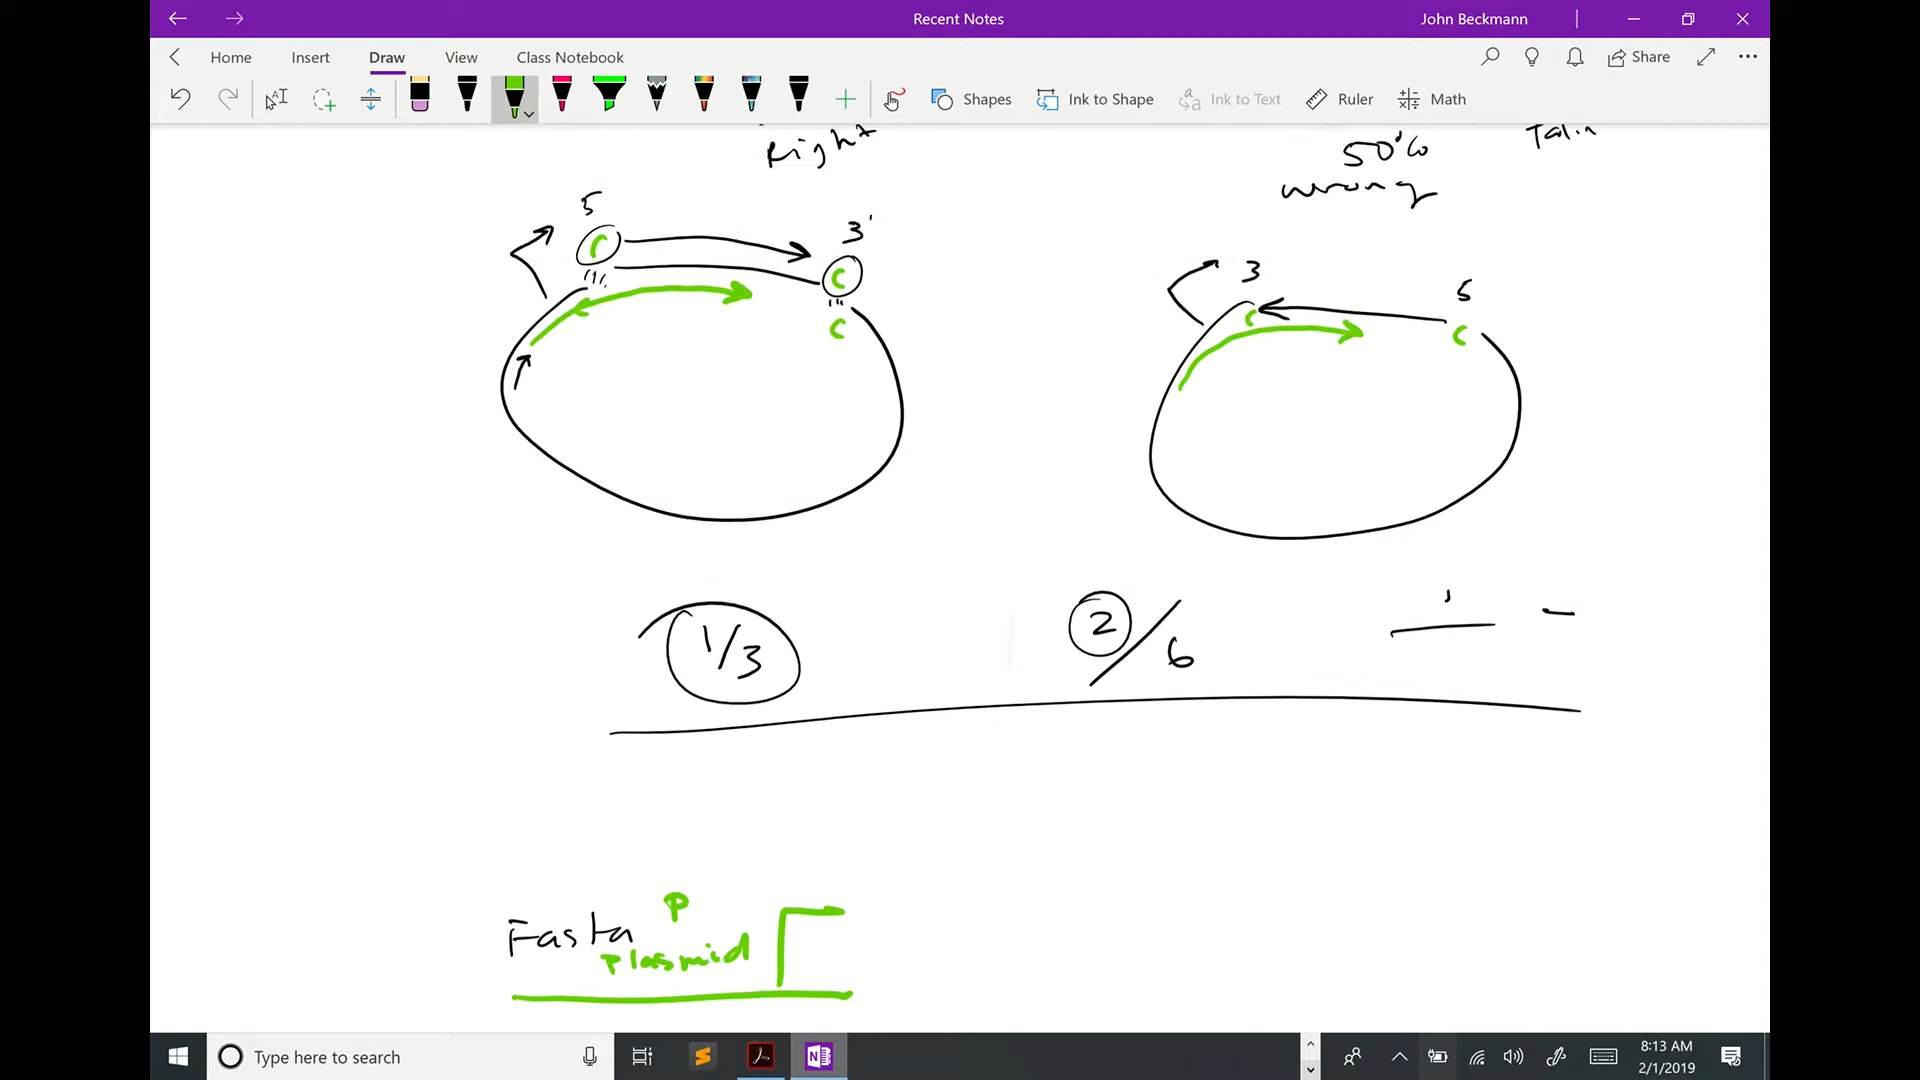 Recent Notes
John Beckmann
Home Insert Draw View Class Notebook
Share
Shapes Ink to Shape Ink to Text Ruler Math
Right
50%
wrong
5
3'
C
C
C
3
5
C
C
1/3
2/6
Fasta P
plasmid
Type here to search
8:13 AM
2/1/2019